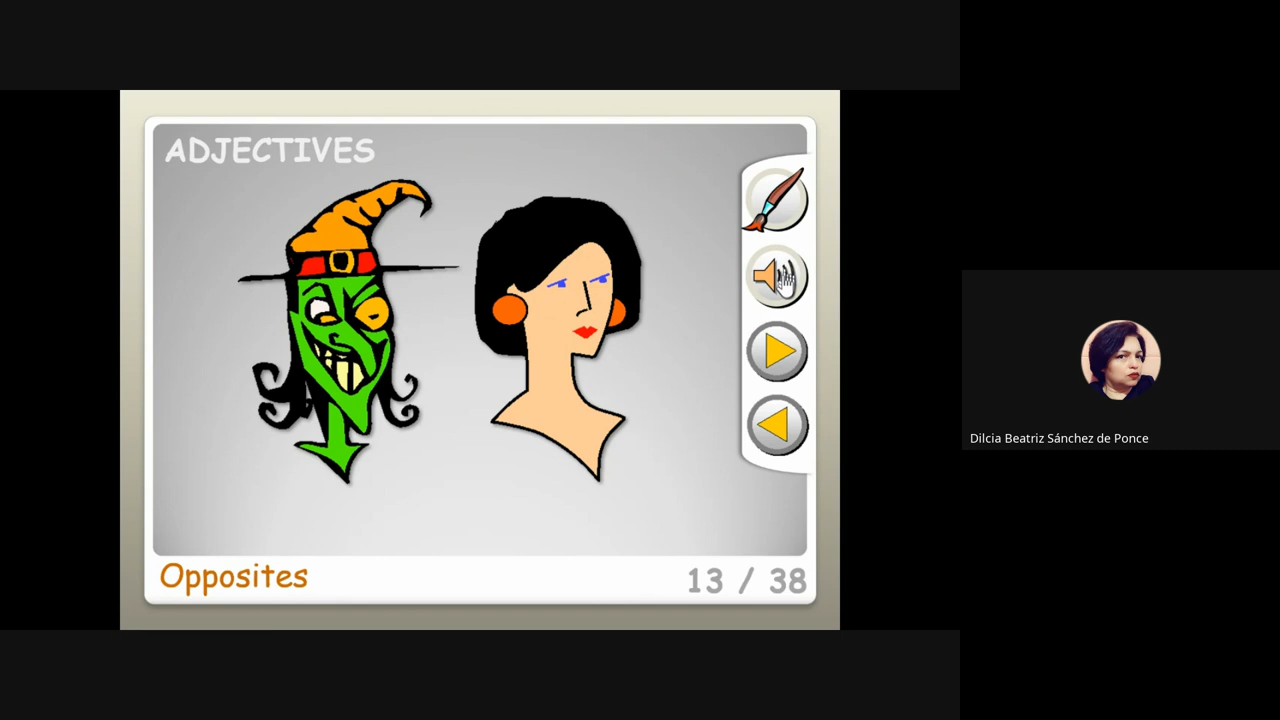 ADJECTIVES
Opposites
13 / 38
Dilcia Beatriz Sánchez de Ponce